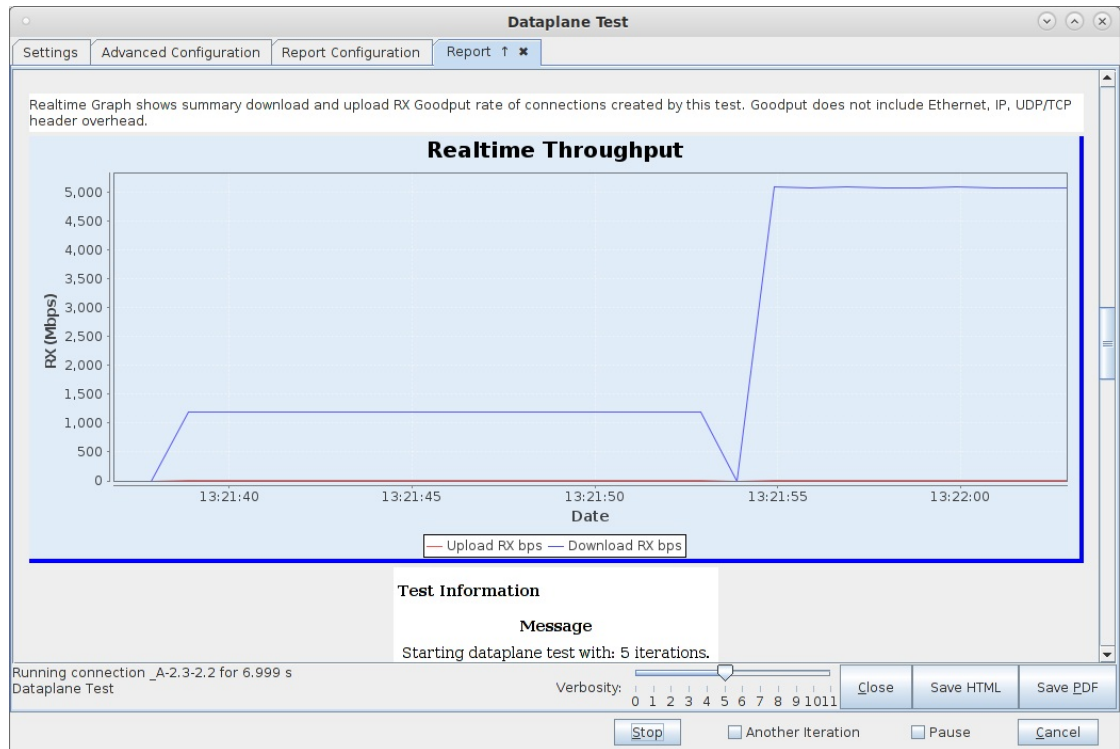 Dataplane Test
Settings
Advanced Configuration
Report Configuration
Report ↑ ✖
Realtime Graph shows summary download and upload RX Goodput rate of connections created by this test. Goodput does not include Ethernet, IP, UDP/TCP
header overhead.
Realtime Throughput
5,000
4,500
4,000
3,500
3,000
2,500
2,000
1,500
1,000
500
0
RX (Mbps)
13:21:40
13:21:45
13:21:50
13:21:55
13:22:00
Date
Upload RX bps
Download RX bps
Test Information
Message
Starting dataplane test with: 5 iterations.
Running connection _A-2.3-2.2 for 6.999 s
Dataplane Test
Verbosity:
0 1 2 3 4 5 6 7 8 9 1011
Close
Save HTML
Save PDF
Stop
Another Iteration
Pause
Cancel